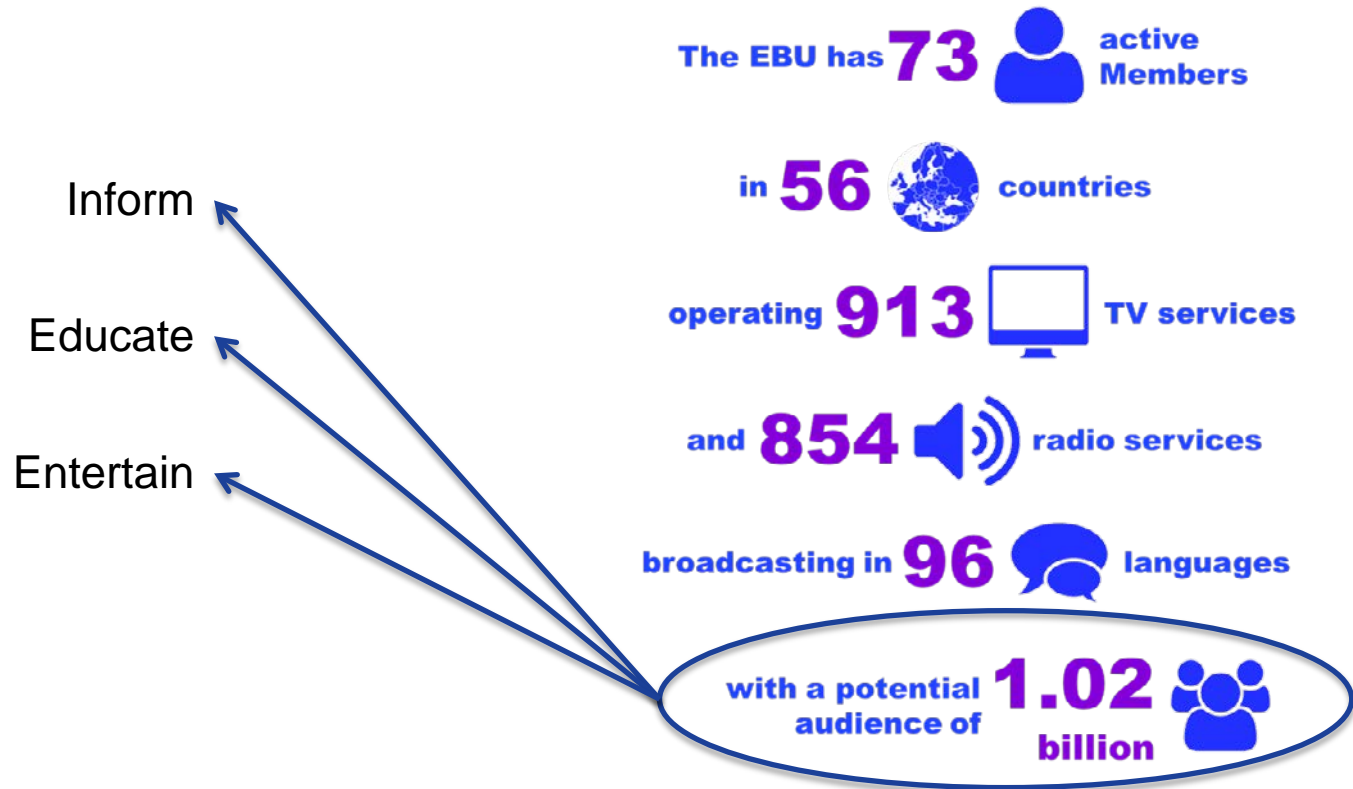 Inform
Educate
Entertain
The EBU has 73 active
Members
in 56 countries
operating 913 TV services
and 854 radio services
broadcasting in 96 languages
with a potential 1.02
audience of billion